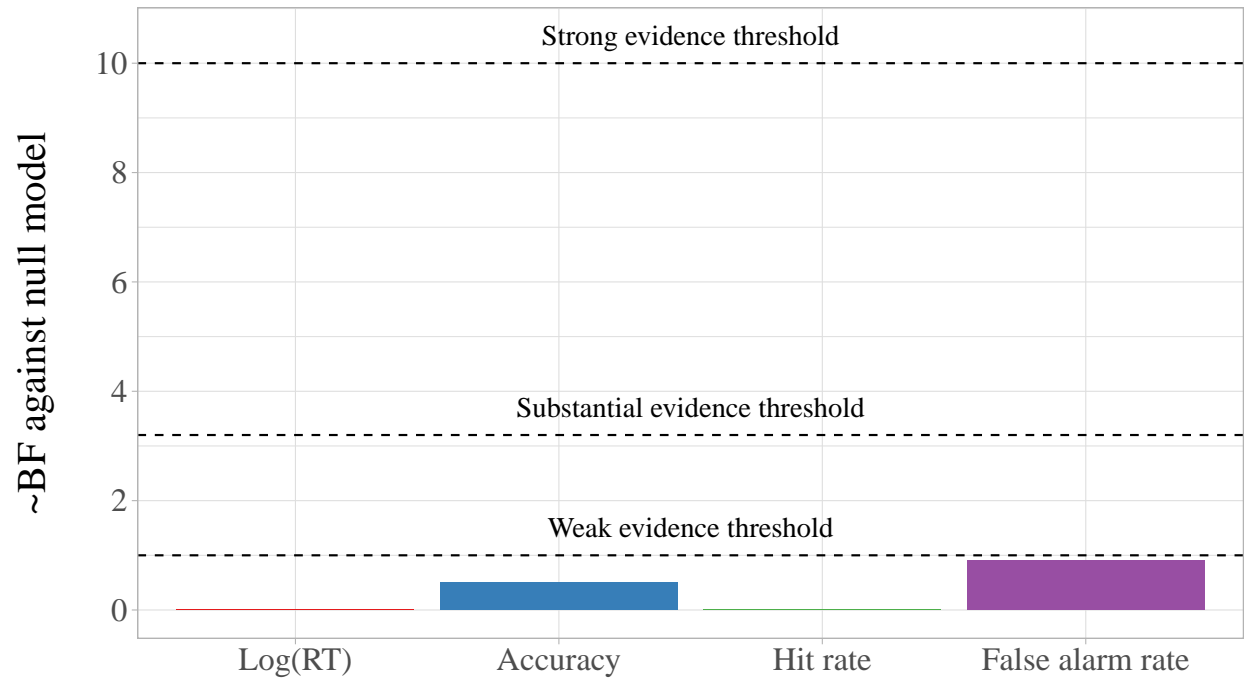 ~BF against null model
Strong evidence threshold
10
8
6
4
Substantial evidence threshold
2
Weak evidence threshold
0
Log(RT) Accuracy Hit rate False alarm rate